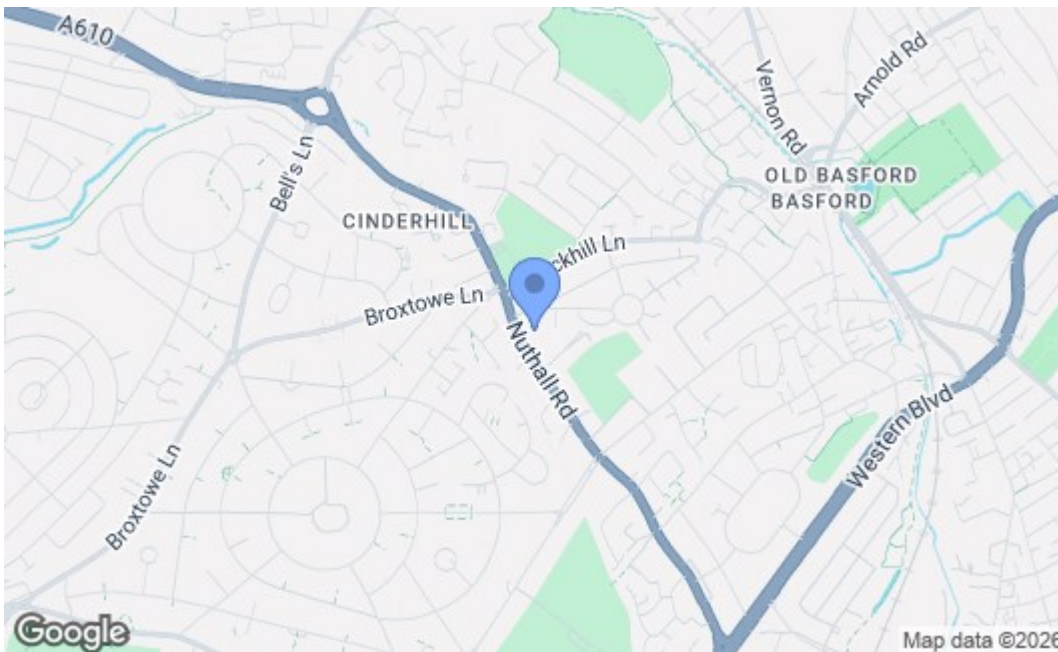 A610
Vernon Rd
Arnold Rd
Bell's Ln
OLD BASFORD
BASFORD
CINDERHILL
ckhill Ln
Broxtowe Ln
Nuthall Rd
Western Blvd
Broxtowe Ln
Google
Map data ©2026